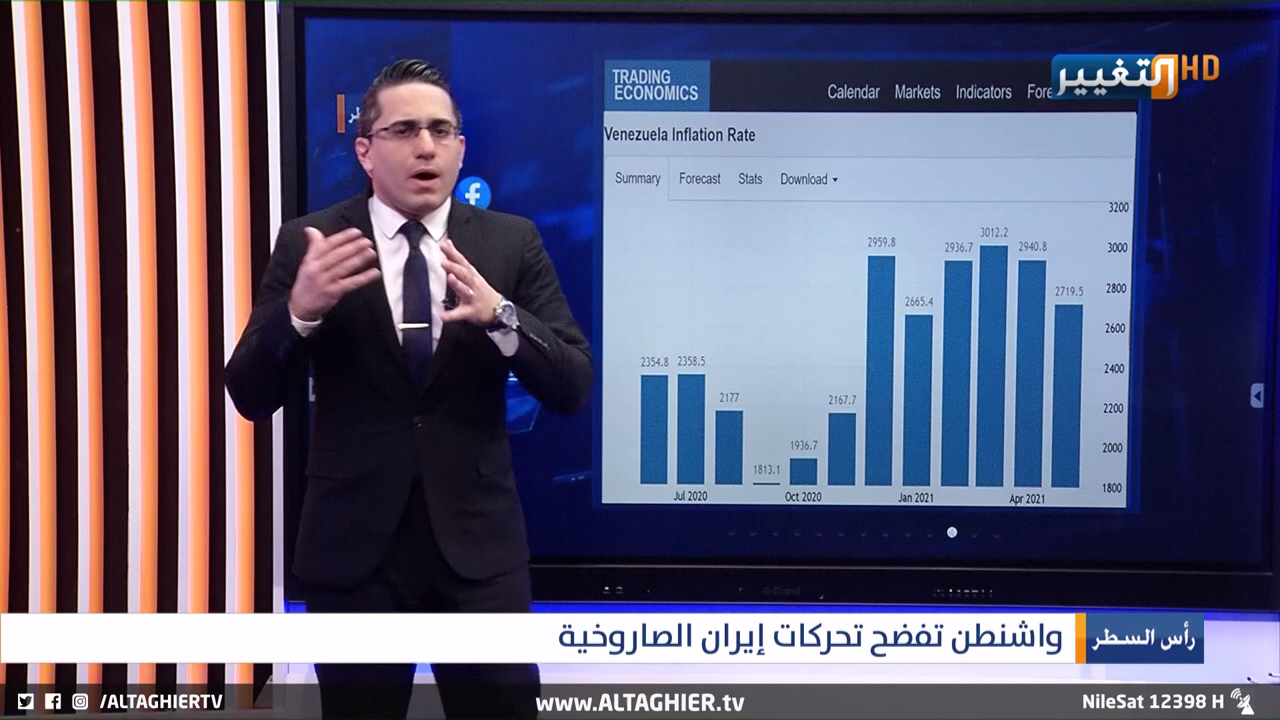 التغيير HD
TRADING
ECONOMICS
Calendar Markets Indicators
Venezuela Inflation Rate
Summary Forecast Stats Download
3200
3000
2800
2600
2400
2200
2000
1800
2354.8 2358.5 2177 1813.1 1936.7 2167.7 2959.8 2665.4 2936.7 3012.2 2940.8 2719.5
Jul 2020 Oct 2020 Jan 2021 Apr 2021
f
رأس السطر
واشنطن تفضح تحركات إيران الصاروخية
/ALTAGHIERTV
www.ALTAGHIER.tv
NileSat 12398 H